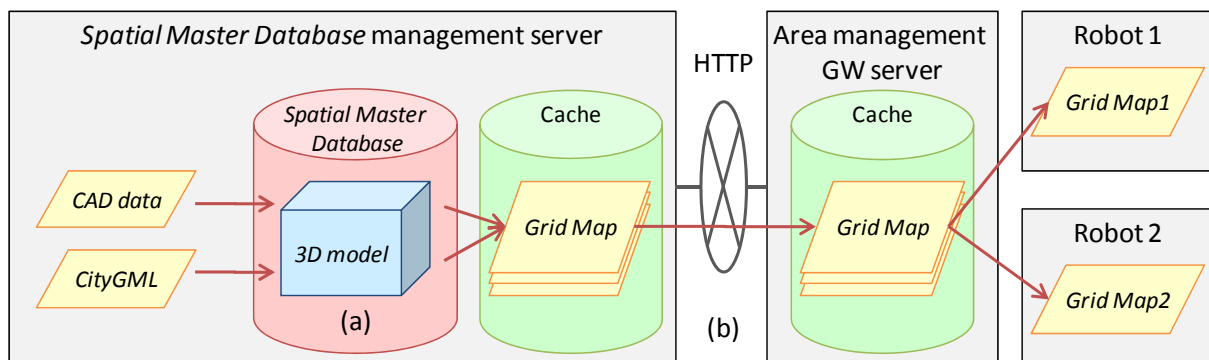 Spatial Master Database management server
CAD data
CityGML
Spatial Master
Database
3D model
(a)
Cache
Grid Map
HTTP
(b)
Area management
GW server
Cache
Grid Map
Robot 1
Grid Map1
Robot 2
Grid Map2